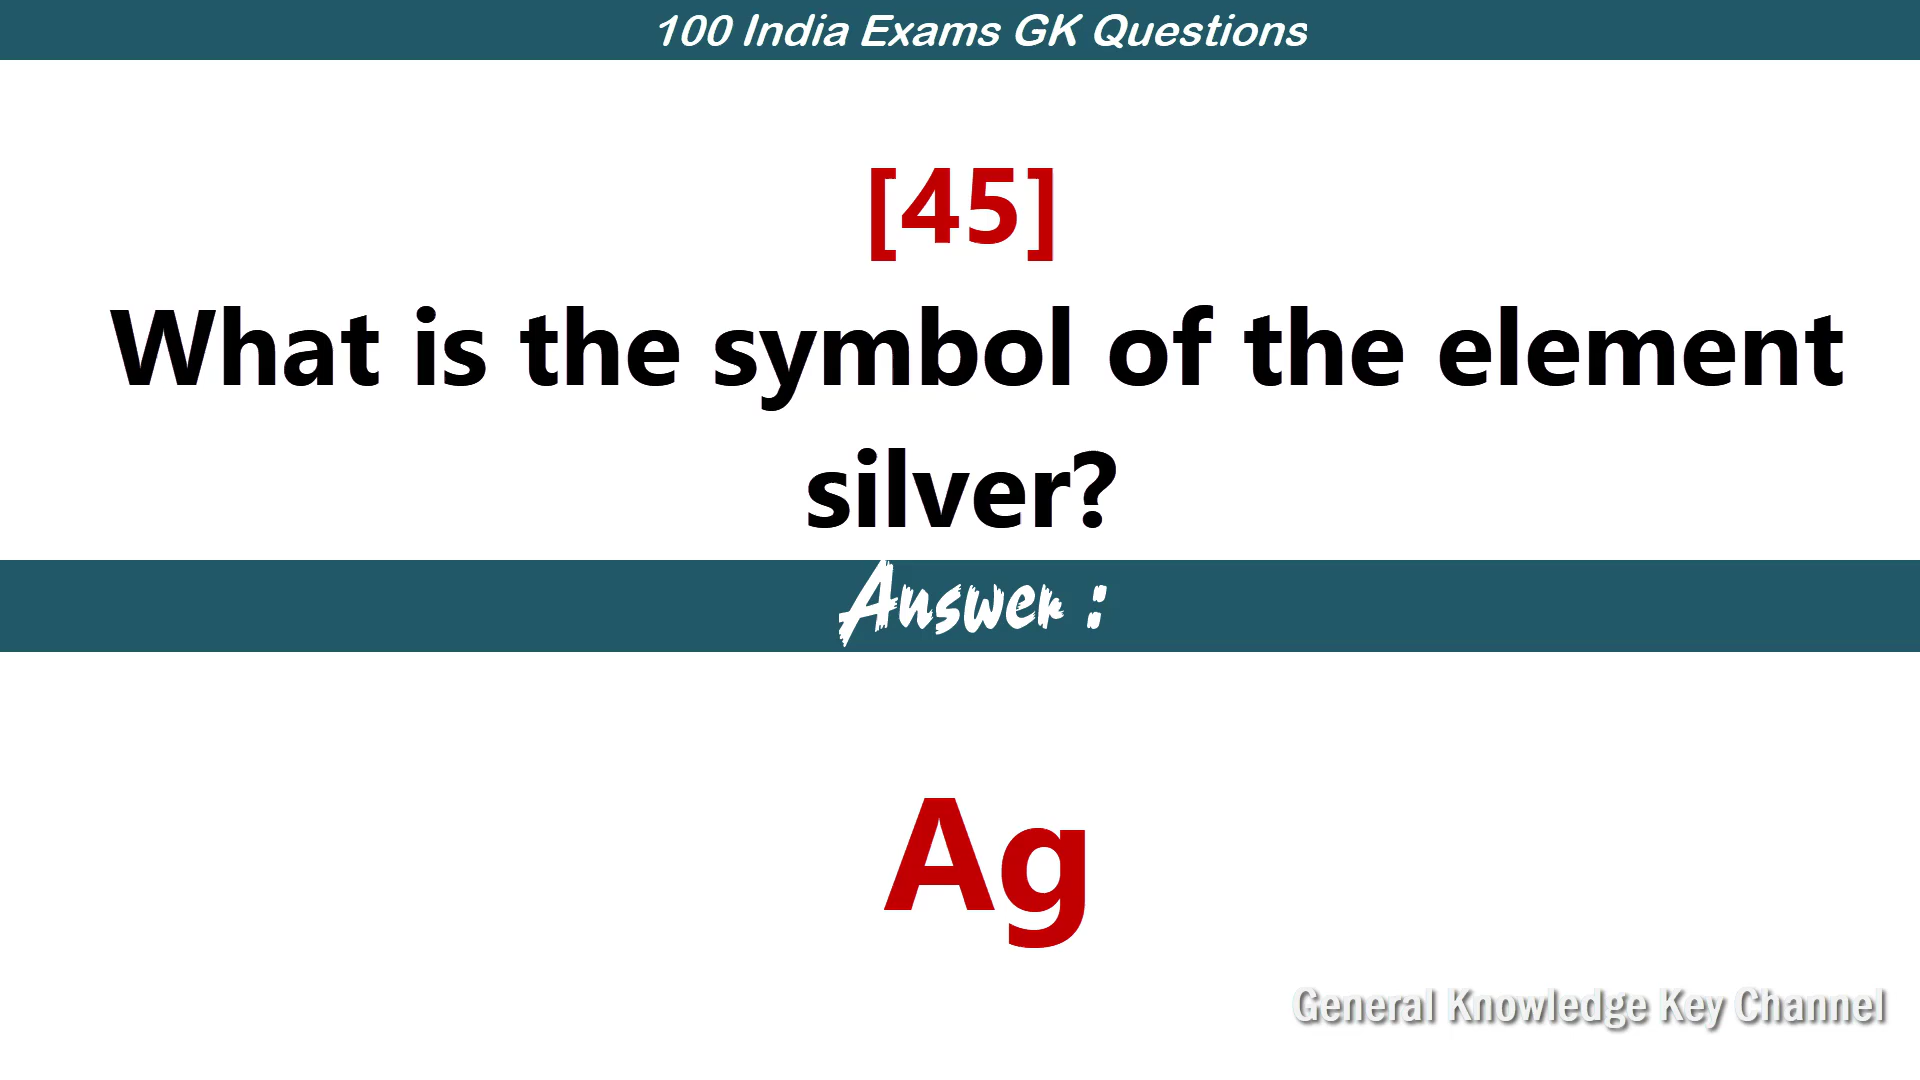 100 India Exams GK Questions
[45]
What is the symbol of the element
silver?
Answer :
Ag
General Knowledge Key Channel